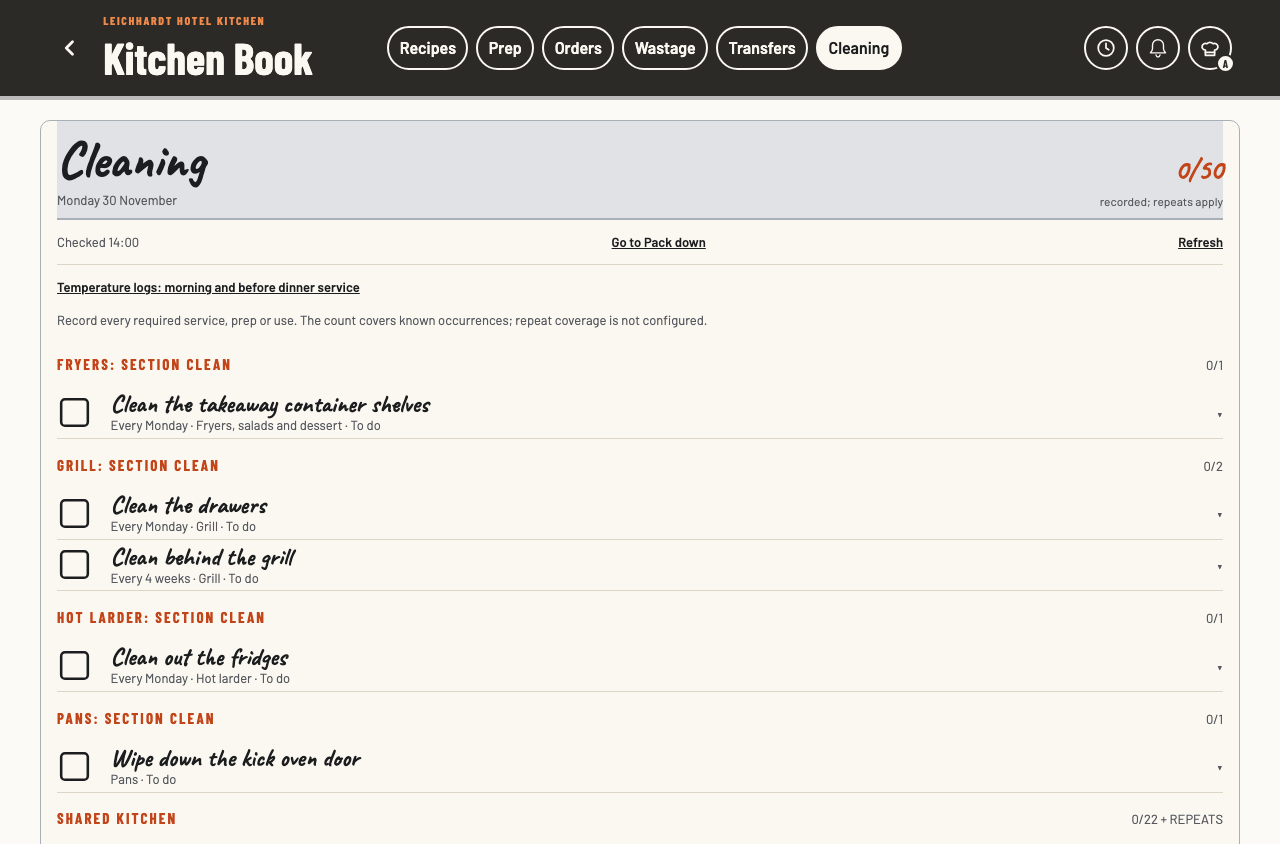 LEICHHARDT HOTEL KITCHEN
Kitchen Book
Recipes
Prep
Orders
Wastage
Transfers
Cleaning
A
Cleaning
0/50
Monday 30 November
recorded; repeats apply
Checked 14:00
Go to Pack down
Refresh
Temperature logs: morning and before dinner service
Record every required service, prep or use. The count covers known occurrences; repeat coverage is not configured.
FRYERS: SECTION CLEAN
0/1
Clean the takeaway container shelves
Every Monday · Fryers, salads and dessert · To do
GRILL: SECTION CLEAN
0/2
Clean the drawers
Every Monday · Grill · To do
Clean behind the grill
Every 4 weeks · Grill · To do
HOT LARDER: SECTION CLEAN
0/1
Clean out the fridges
Every Monday · Hot larder · To do
PANS: SECTION CLEAN
0/1
Wipe down the kick oven door
Pans · To do
SHARED KITCHEN
0/22 + REPEATS